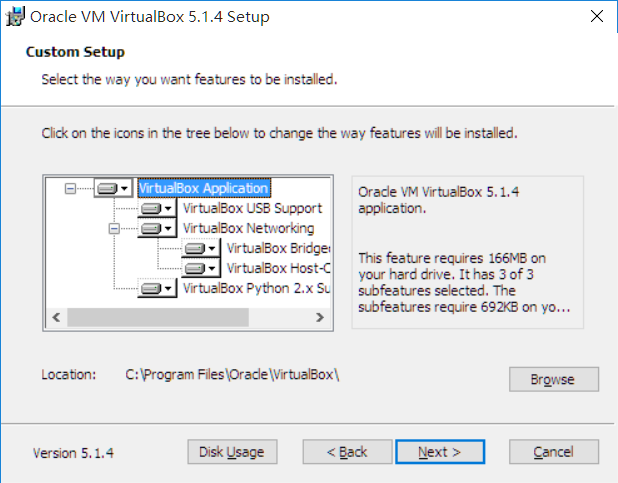 Oracle VM VirtualBox 5.1.4 Setup
Custom Setup
Select the way you want features to be installed.
Click on the icons in the tree below to change the way features will be installed.
VirtualBox Application
VirtualBox USB Support
VirtualBox Networking
VirtualBox Bridged
VirtualBox Host-O
VirtualBox Python 2.x Su
Oracle VM VirtualBox 5.1.4
application.
This feature requires 166MB on
your hard drive. It has 3 of 3
subfeatures selected. The
subfeatures require 692KB on yo...
Location: C:\Program Files\Oracle\VirtualBox\
Browse
Version 5.1.4
Disk Usage
< Back
Next >
Cancel